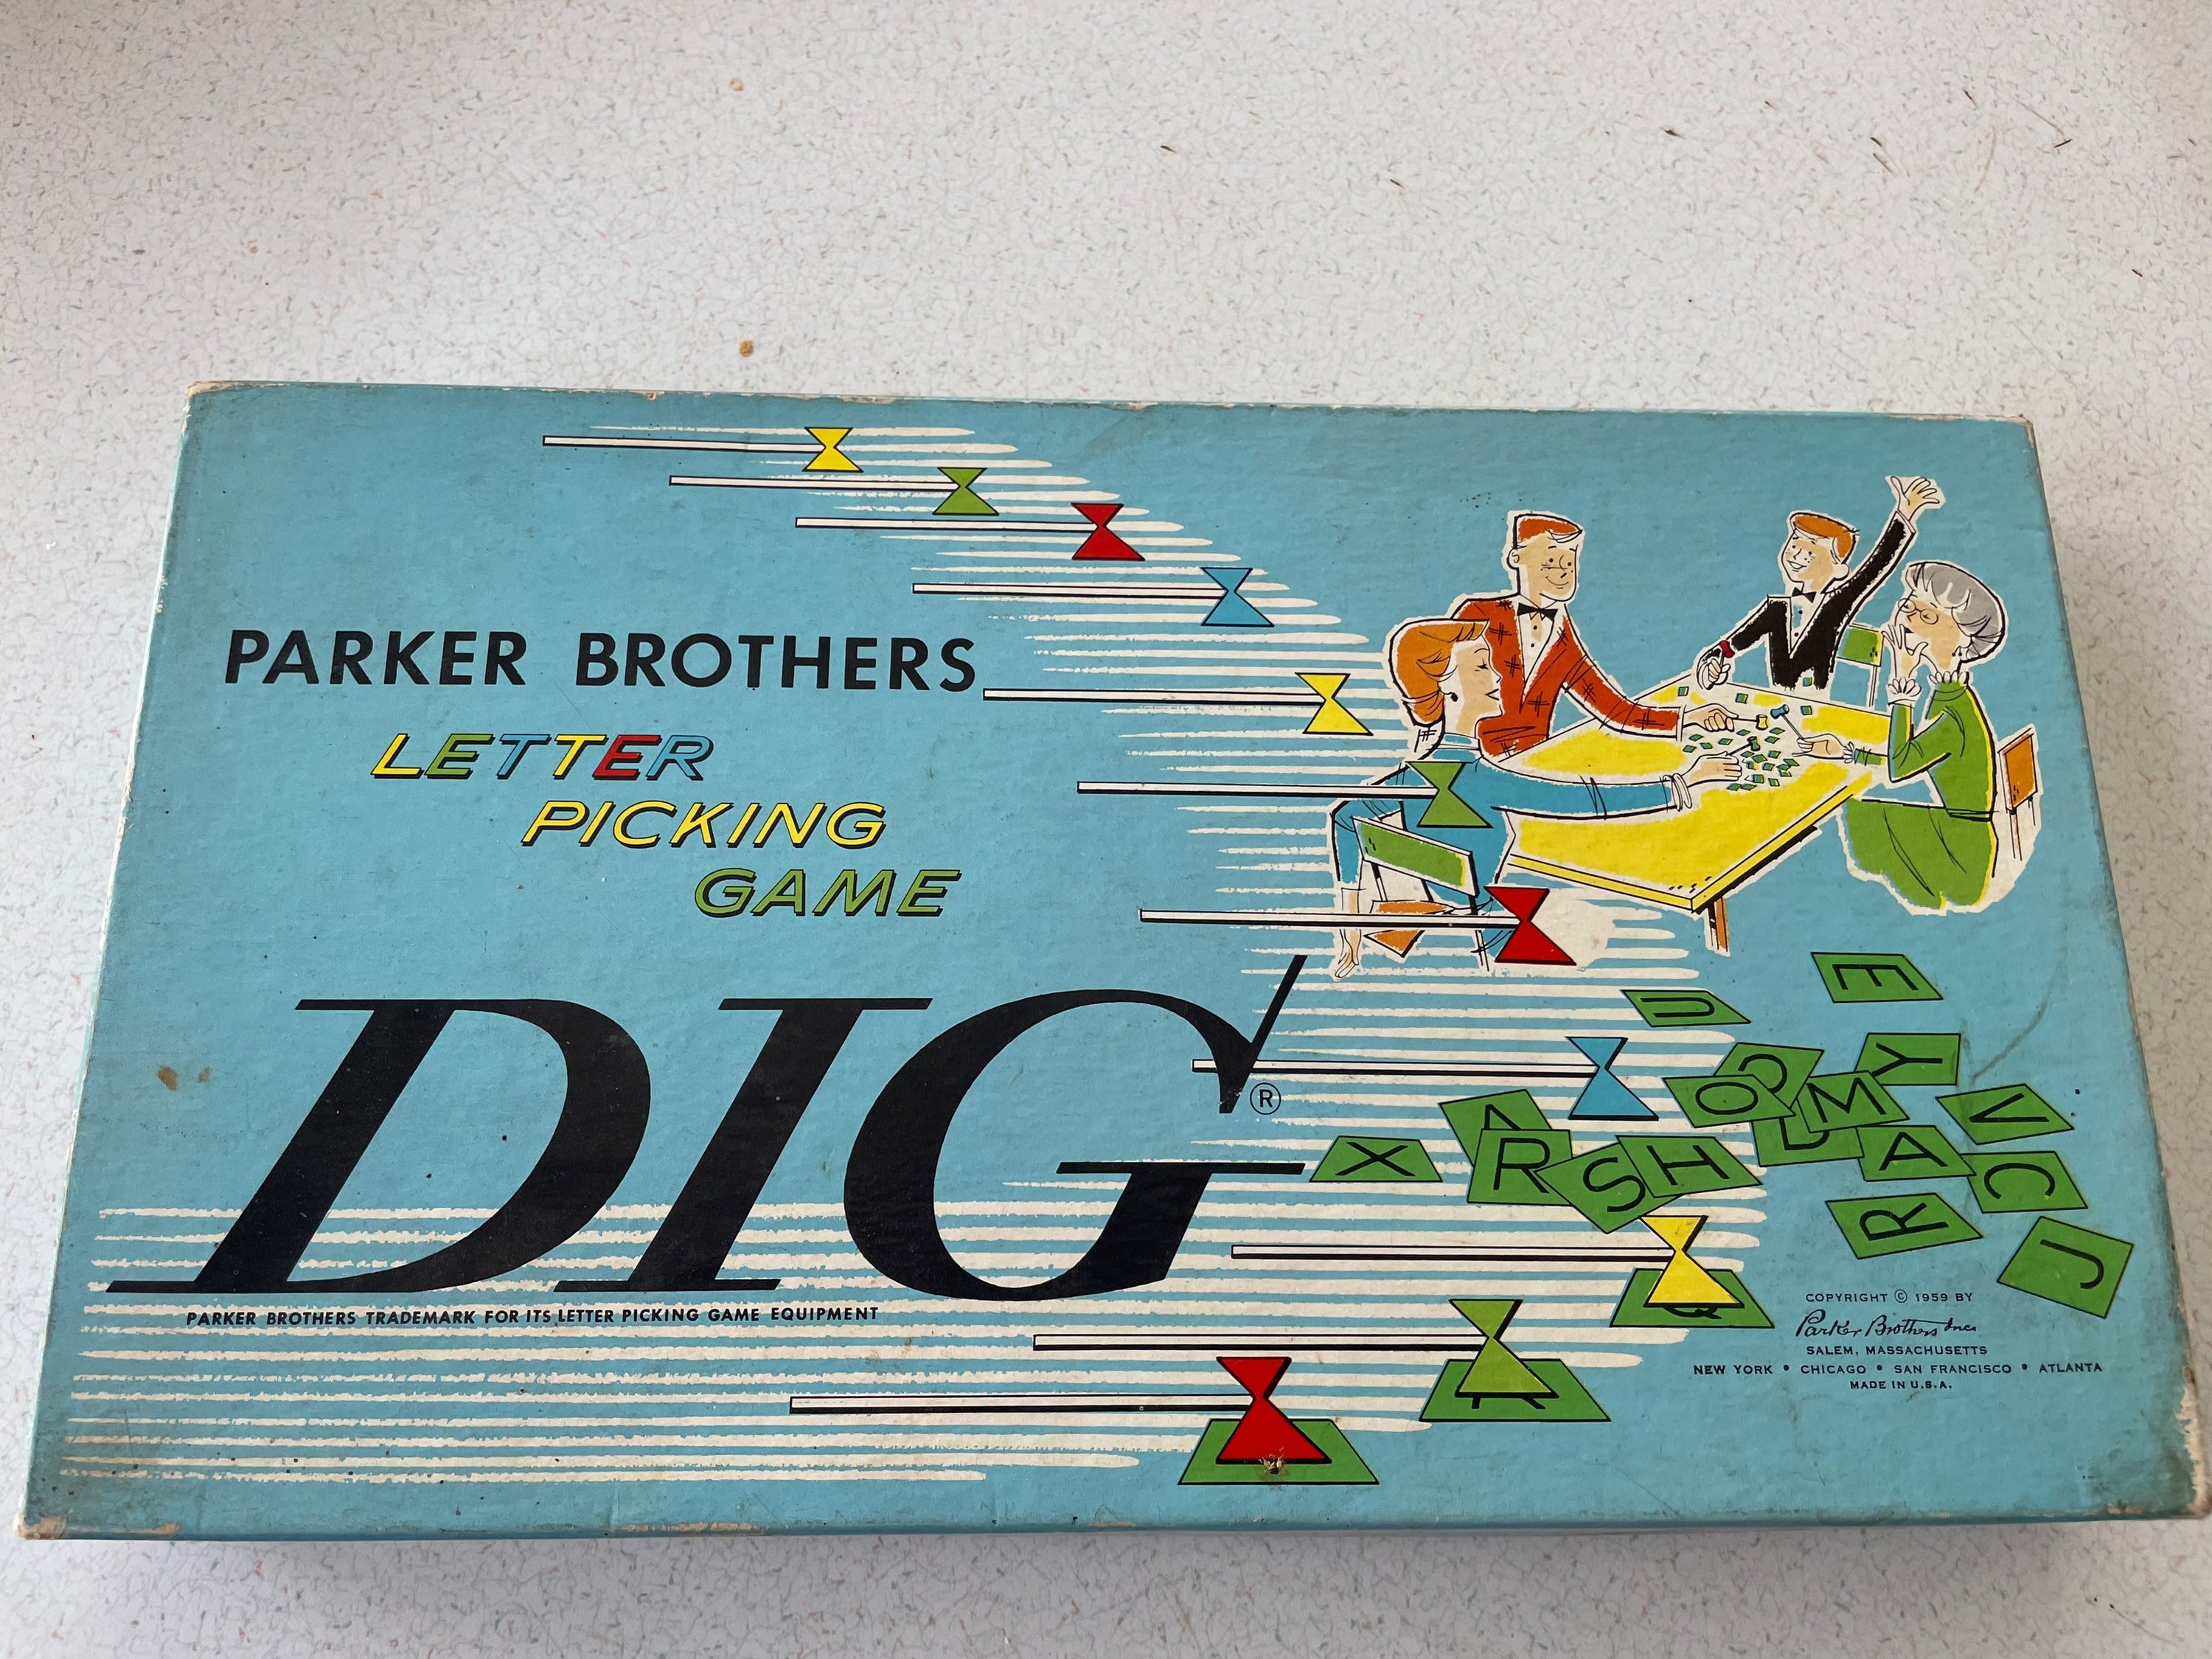 PARKER BROTHERS
LETTER
PICKING
GAME
DIG®
PARKER BROTHERS TRADEMARK FOR ITS LETTER PICKING GAME EQUIPMENT
U
E
O
M
Y
N
A
R
S
H
X
A
C
R
J
COPYRIGHT © 1959 BY
Parker Brothers Inc.
SALEM, MASSACHUSETTS
NEW YORK • CHICAGO • SAN FRANCISCO • ATLANTA
MADE IN U.S.A.